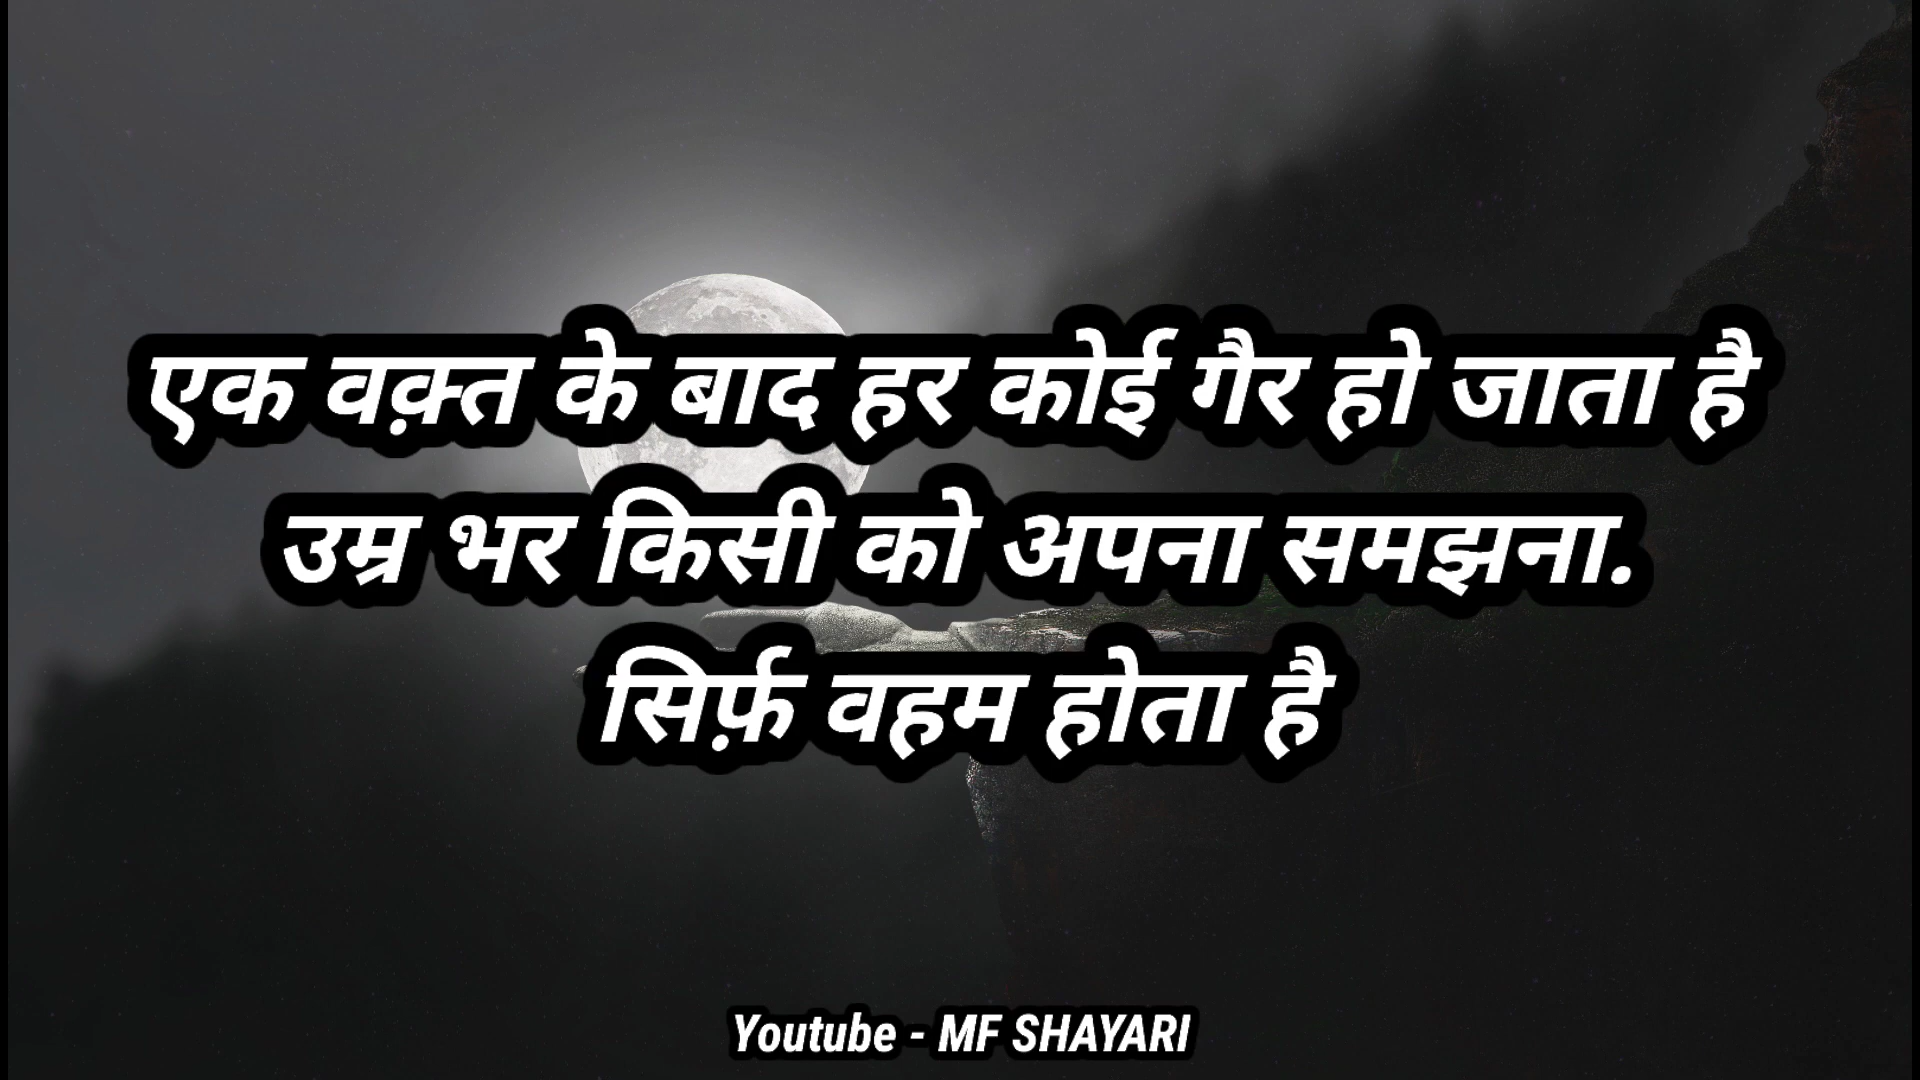 एक वक़्त के बाद हर कोई गैर हो जाता है
उम्र भर किसी को अपना समझना.
सिर्फ़ वहम होता है
Youtube - MF SHAYARI